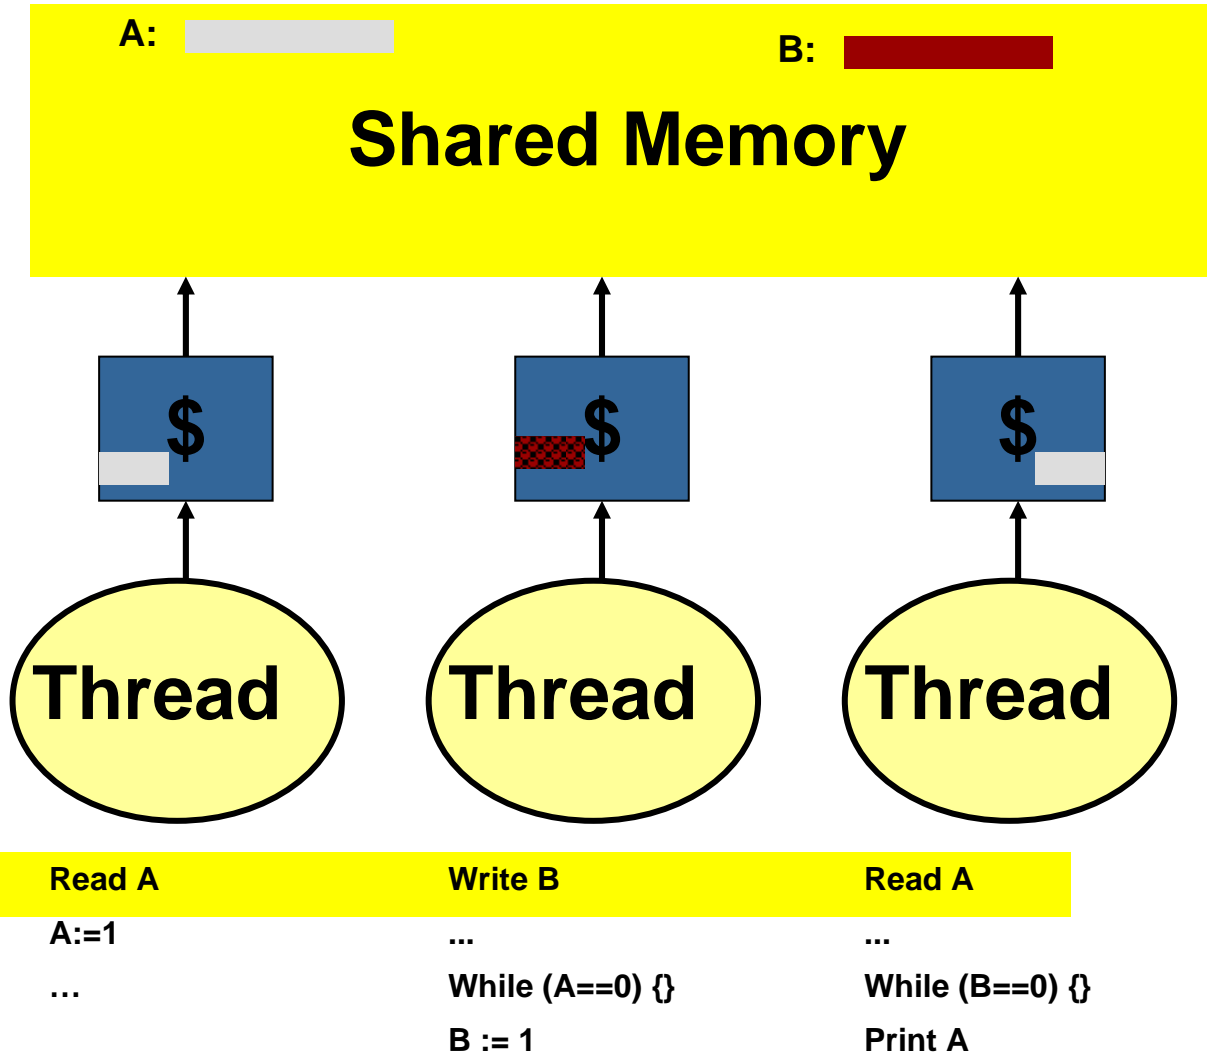 A:
B:
Shared Memory
$ $ $
Thread Thread Thread
Read A Write B Read A
A:=1 ... ...
… While (A==0) {} While (B==0) {}
B := 1 Print A